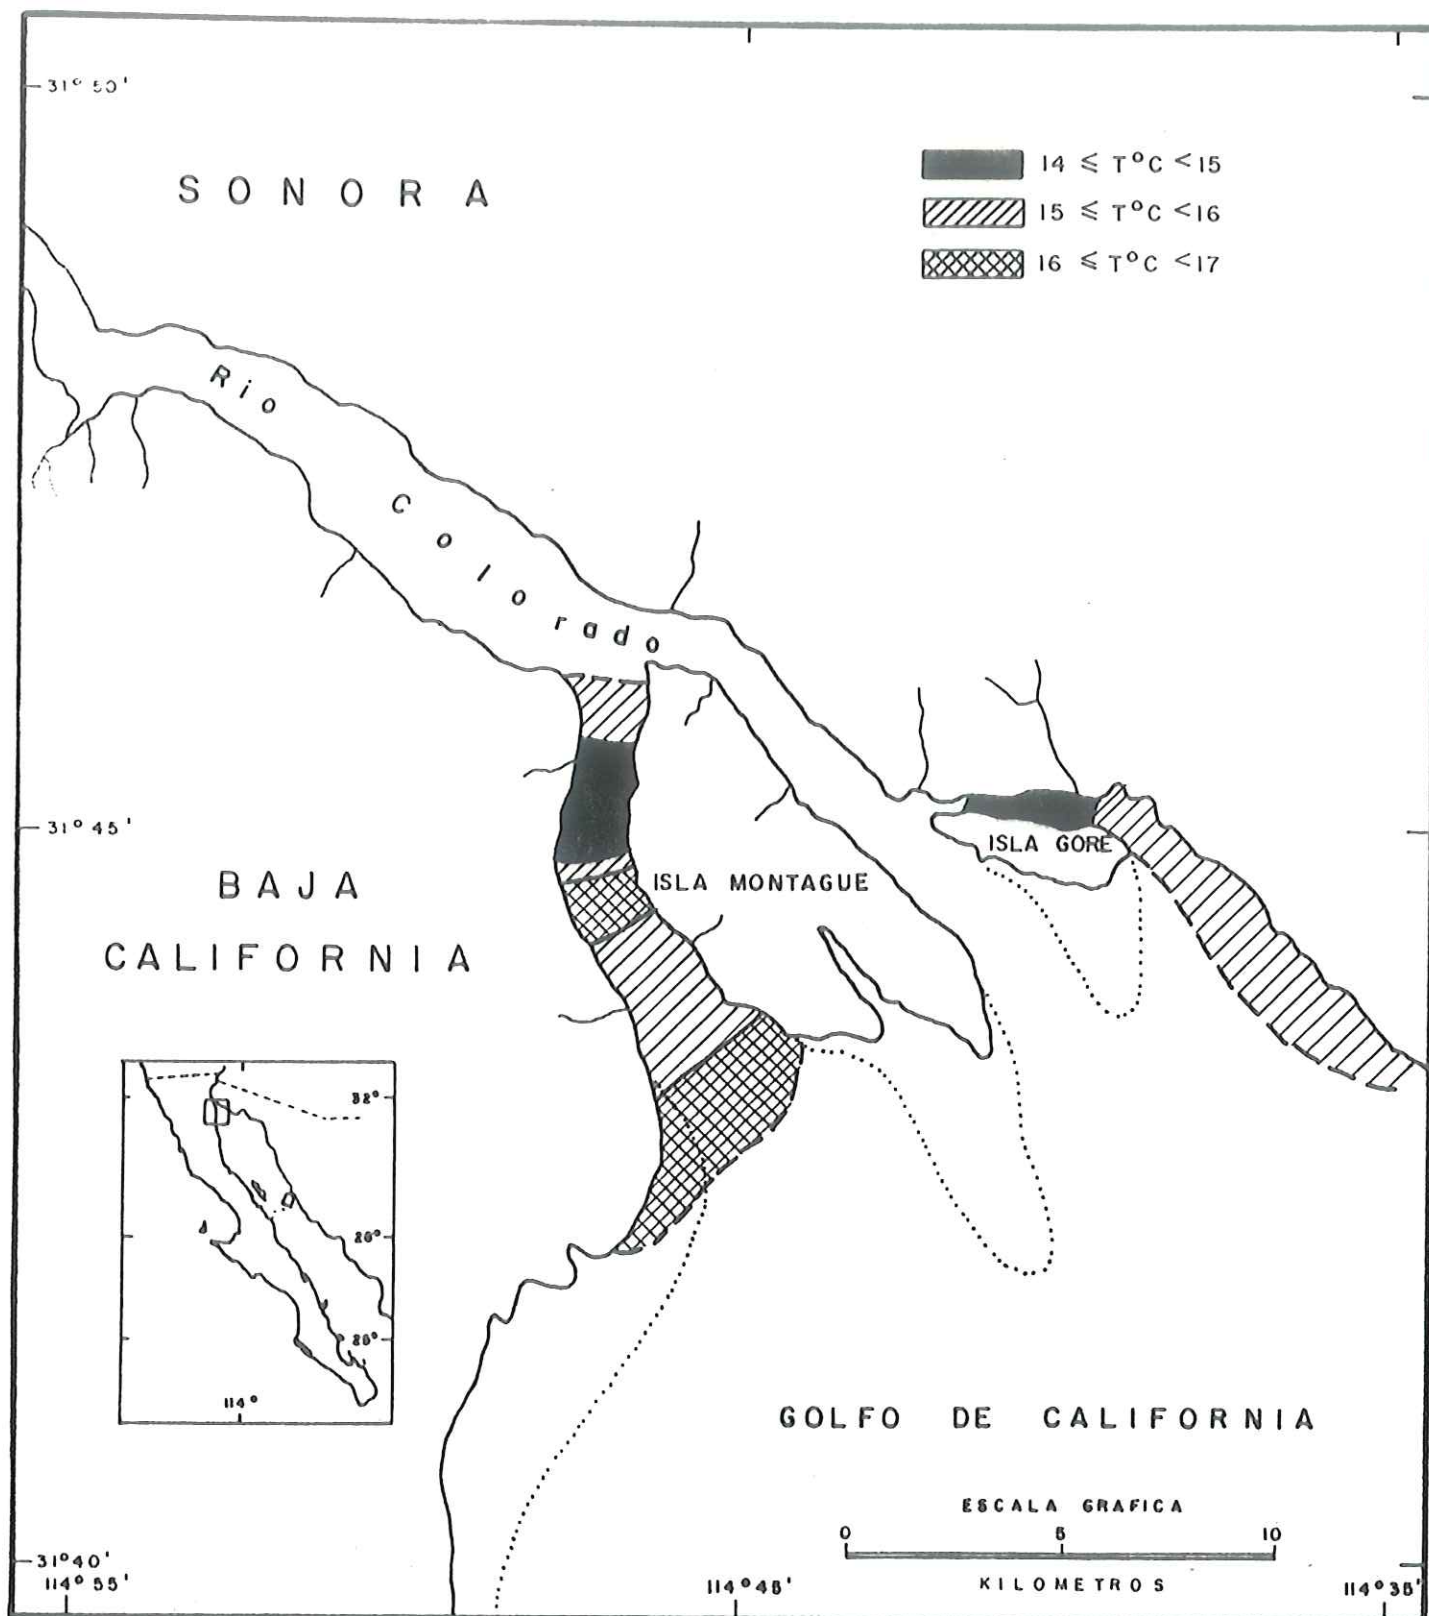 31° 50'
SONORA
14 ≤ T°C <15
15 ≤ T°C <16
16 ≤ T°C <17
Rio
Colorado
31° 45'
ISLA GORE
ISLA MONTAGUE
BAJA
CALIFORNIA
32°
28°
114°
GOLFO DE CALIFORNIA
ESCALA GRAFICA
0 5 10
KILOMETROS
31°40'
114°55'
114°45'
114°35'